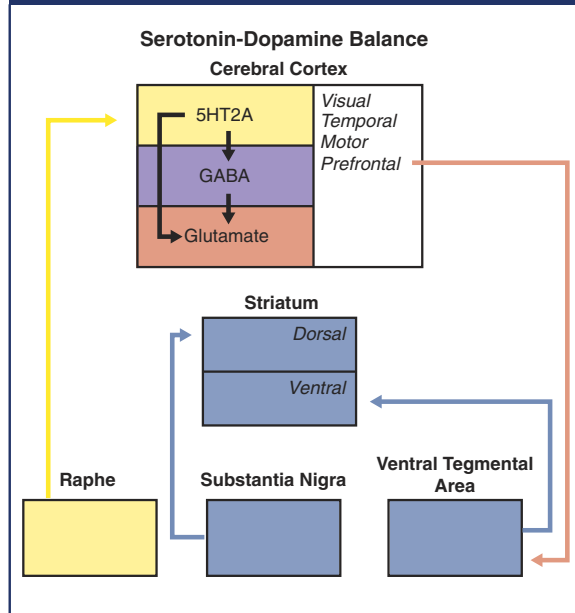 Serotonin-Dopamine Balance
Cerebral Cortex
5HT2A
GABA
Glutamate
Visual
Temporal
Motor
Prefrontal
Striatum
Dorsal
Ventral
Raphe
Substantia Nigra
Ventral Tegmental
Area